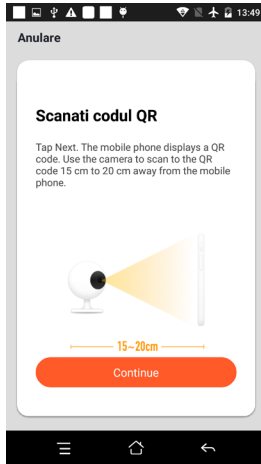 13:49
Anulare
Scanati codul QR
Tap Next. The mobile phone displays a QR
code. Use the camera to scan to the QR
code 15 cm to 20 cm away from the mobile
phone.
15~20cm
Continue